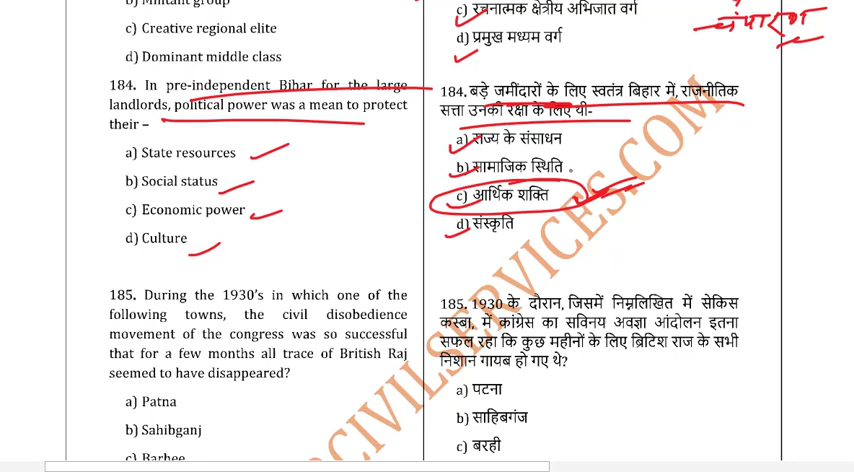 b) Militant group
c) Creative regional elite
d) Dominant middle class
184. In pre-independent Bihar for the large
landlords, political power was a mean to protect
their –
a) State resources
b) Social status
c) Economic power
d) Culture
185. During the 1930's in which one of the
following towns, the civil disobedience
movement of the congress was so successful
that for a few months all trace of British Raj
seemed to have disappeared?
a) Patna
b) Sahibganj
c) Barhee
c) रचनात्मक क्षेत्रीय अभिजात वर्ग
d) प्रमुख मध्यम वर्ग
चंपारण
184. बड़े जमींदारों के लिए स्वतंत्र बिहार में, राजनीतिक
सत्ता उनकी रक्षा के लिए थी-
a) राज्य के संसाधन
b) सामाजिक स्थिति
c) आर्थिक शक्ति
d) संस्कृति
185. 1930 के दौरान, जिसमें निम्नलिखित में सेकिस
कस्बा, में कांग्रेस का सविनय अवज्ञा आंदोलन इतना
सफल रहा कि कुछ महीनों के लिए ब्रिटिश राज के सभी
निशान गायब हो गए थे?
a) पटना
b) साहिबगंज
c) बरही
CIVILSERVICES.COM